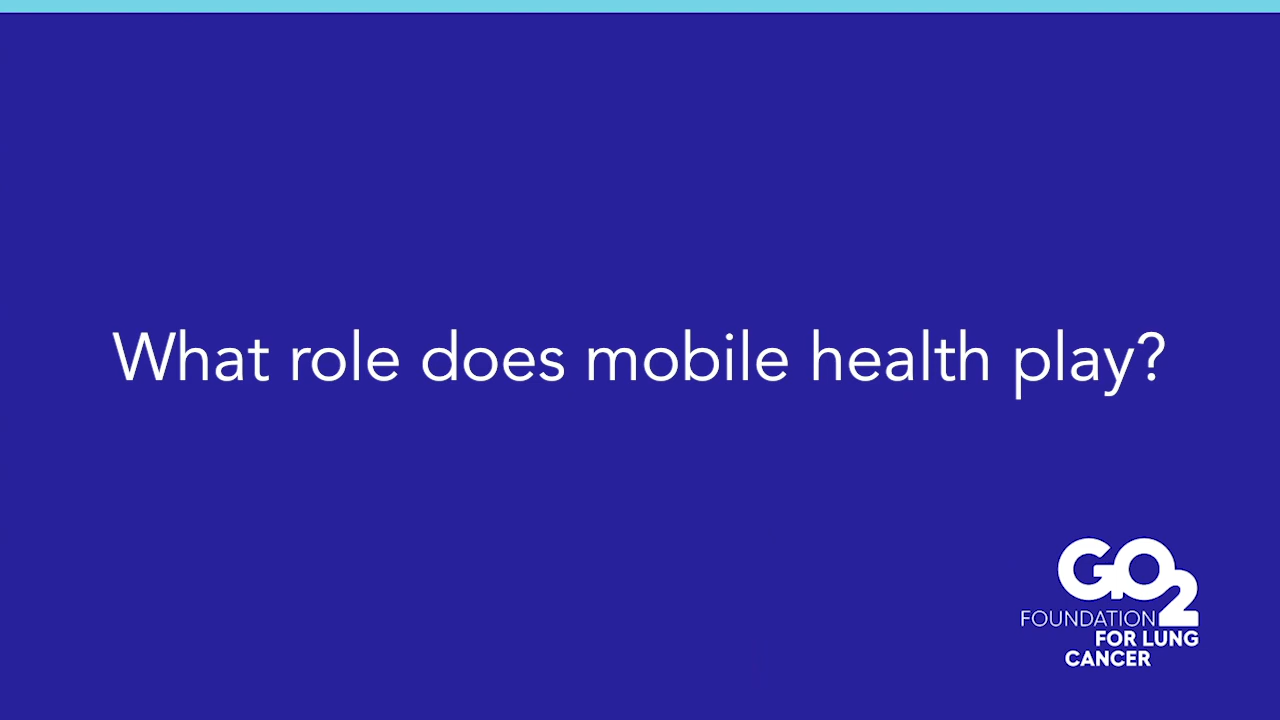 What role does mobile health play?
GO2
FOUNDATION
FOR LUNG
CANCER